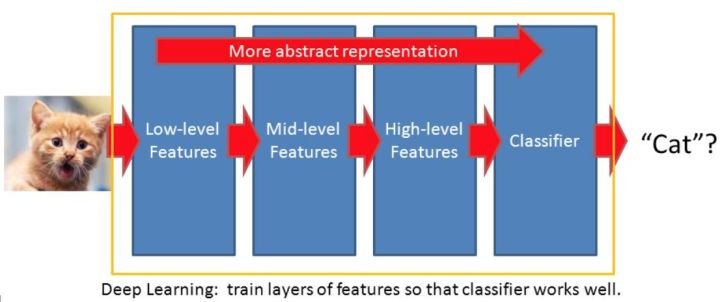 More abstract representation
Low-level
Features
Mid-level
Features
High-level
Features
Classifier
“Cat”?
Deep Learning: train layers of features so that classifier works well.